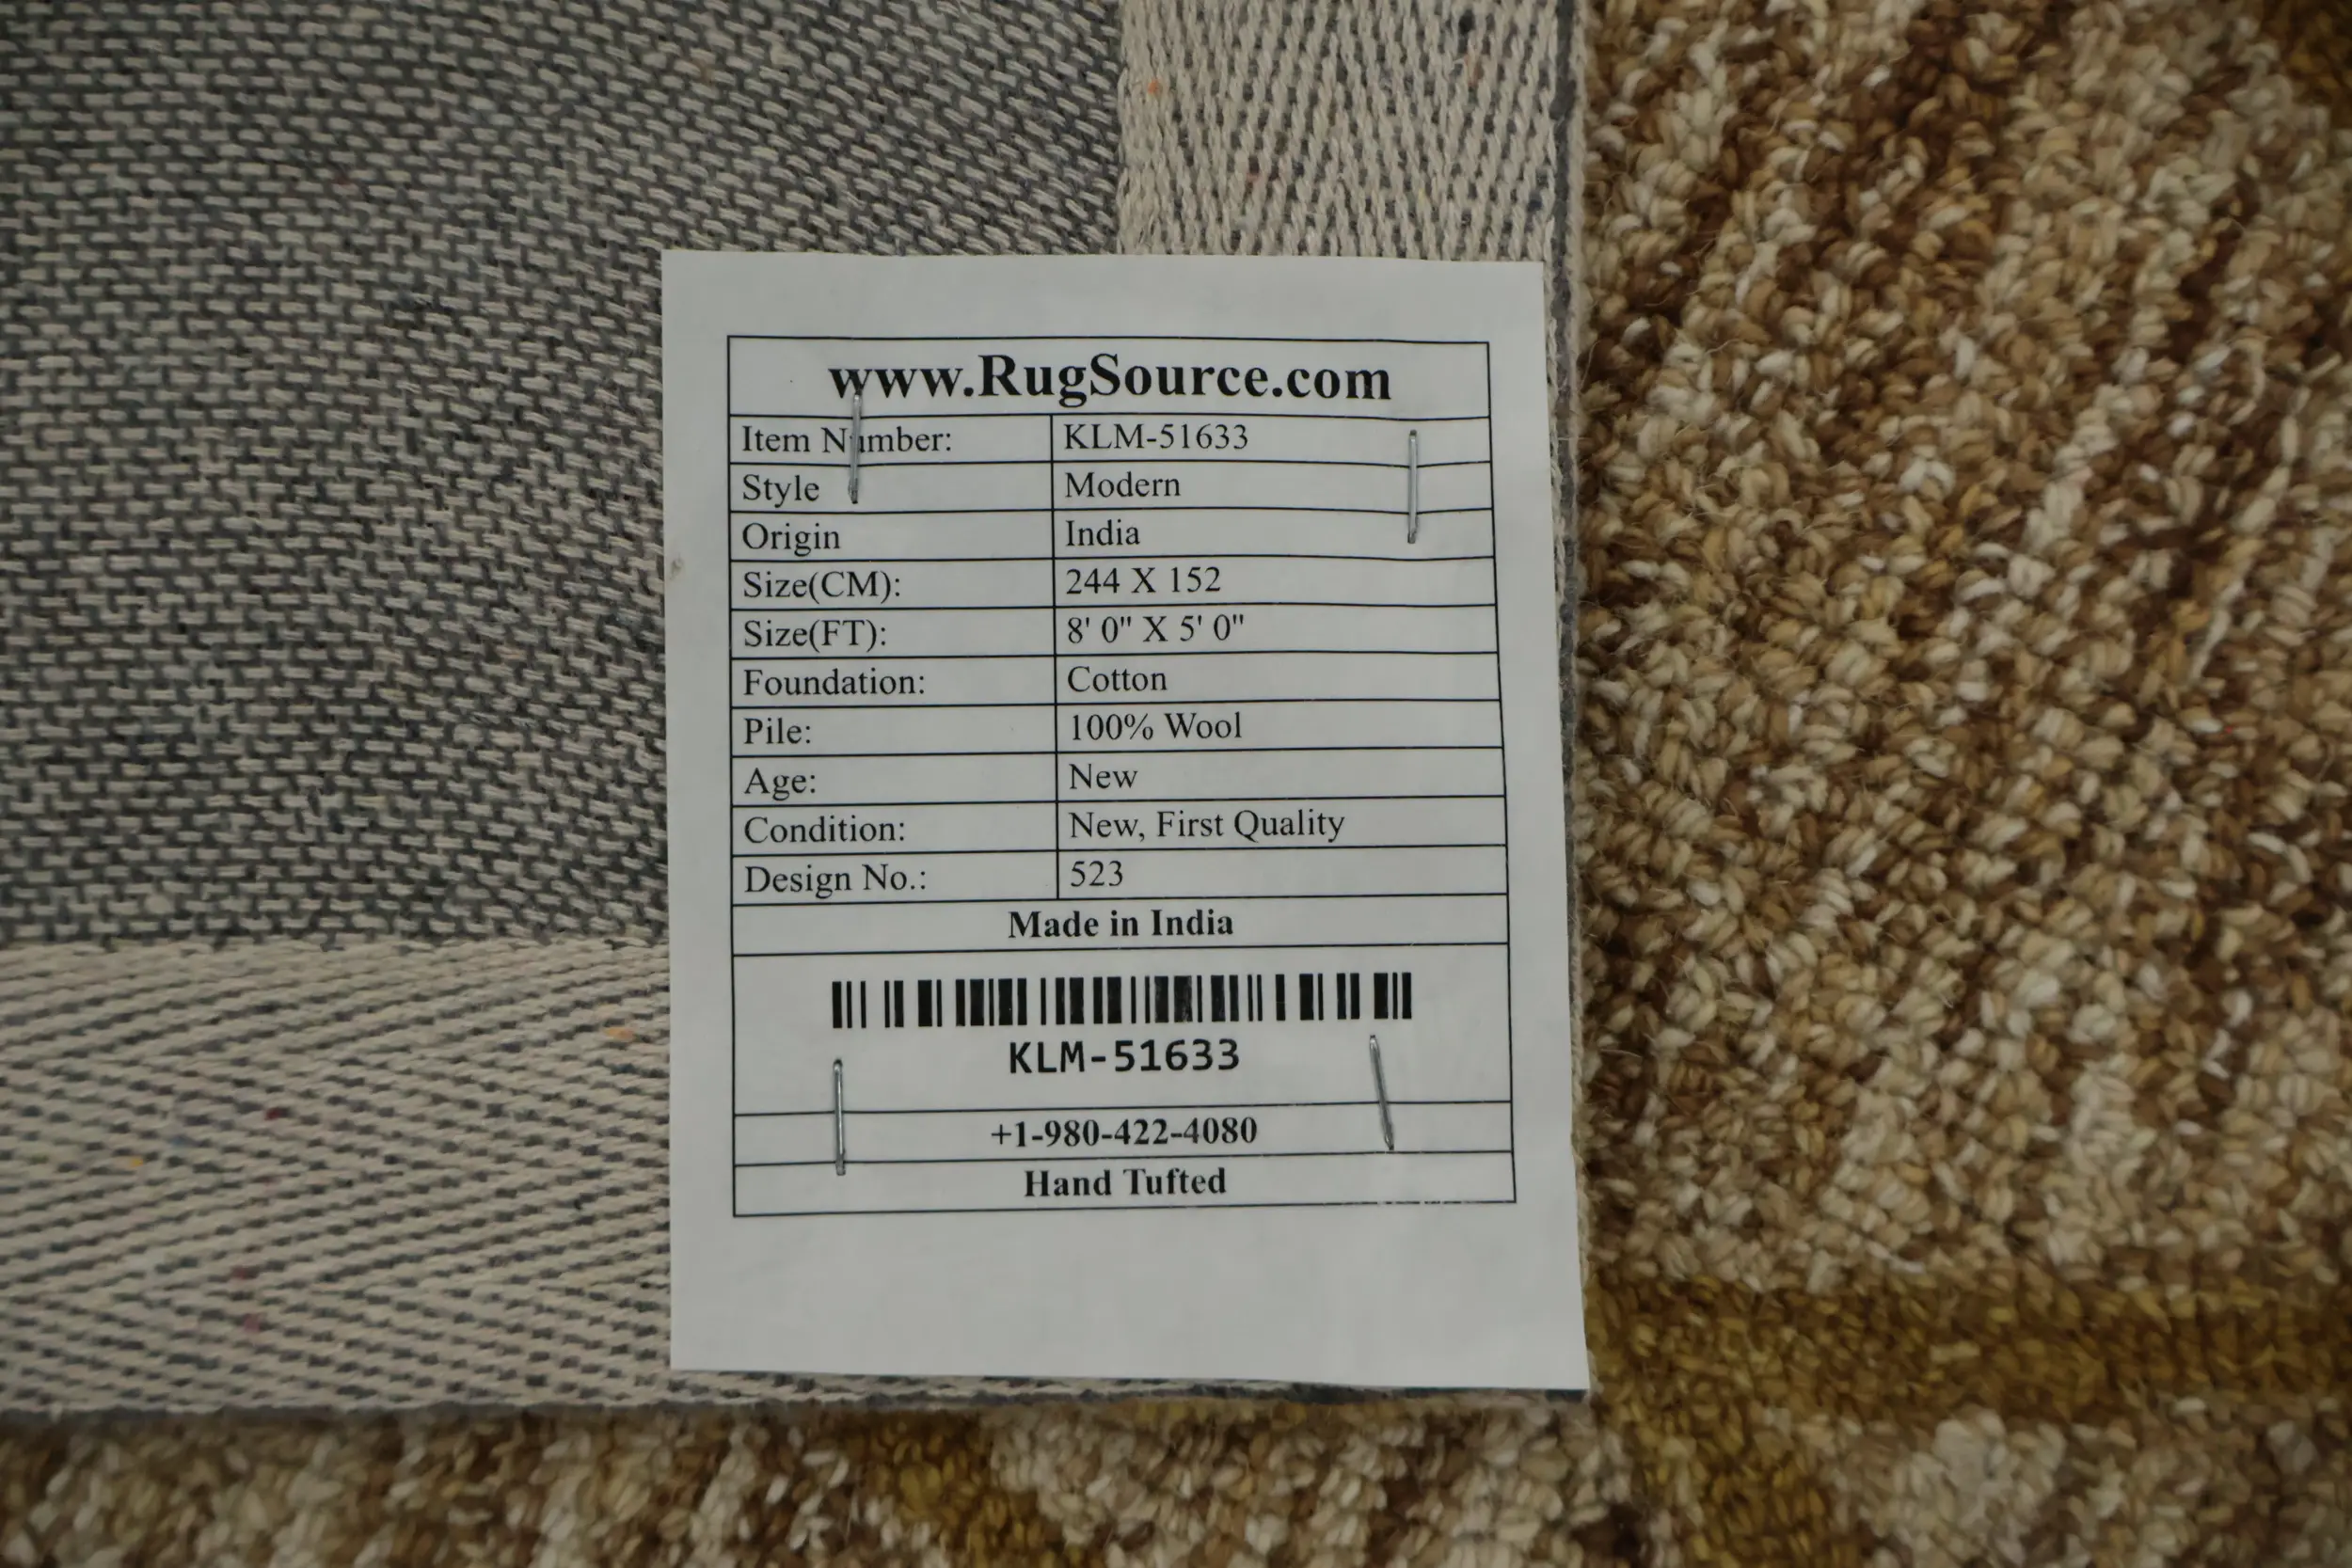 www.RugSource.com
Item Number: KLM-51633
Style Modern
Origin India
Size(CM): 244 X 152
Size(FT): 8' 0" X 5' 0"
Foundation: Cotton
Pile: 100% Wool
Age: New
Condition: New, First Quality
Design No.: 523
Made in India
KLM-51633
+1-980-422-4080
Hand Tufted